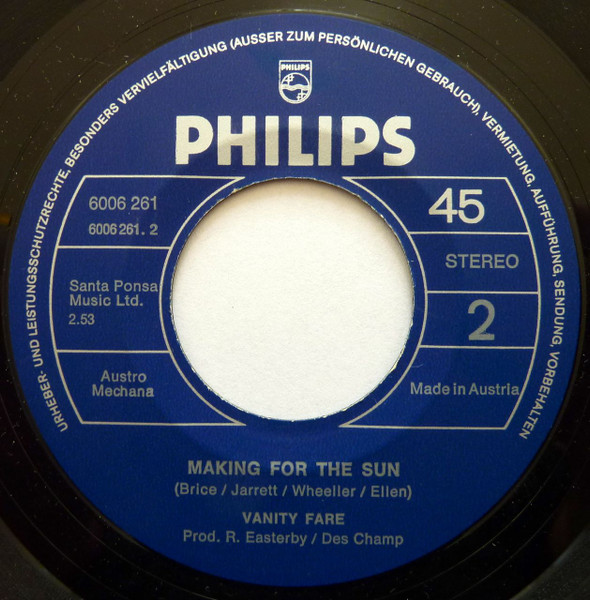 URHEBER- UND LEISTUNGSSCHUTZRECHTE, BESONDERS VERVIELFÄLTIGUNG (AUSSER ZUM PERSÖNLICHEN GEBRAUCH), VERMIETUNG, AUFFÜHRUNG, SENDUNG, VORBEHALTEN
PHILIPS
PHILIPS
6006 261
6006 261. 2
45
STEREO
Santa Ponsa
Music Ltd.
2.53
2
Austro
Mechana
Made in Austria
MAKING FOR THE SUN
(Brice / Jarrett / Wheeller / Ellen)
VANITY FARE
Prod. R. Easterby / Des Champ